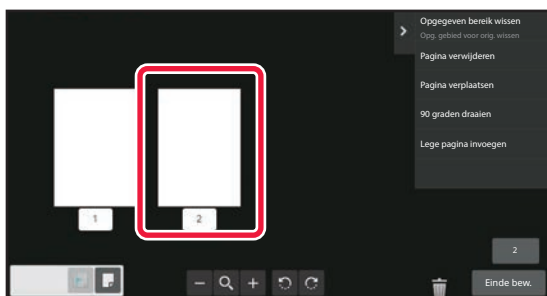 Opgegeven bereik wissen
Opg. gebied voor orig. wissen
Pagina verwijderen
Pagina verplaatsen
90 graden draaien
Lege pagina invoegen
1
2
2
Einde bew.